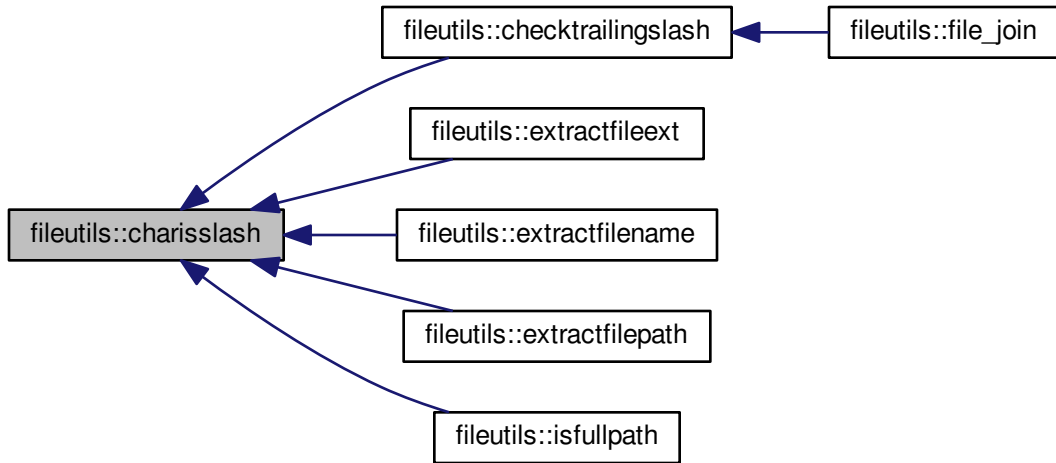 fileutils::checktrailingslash
fileutils::file_join
fileutils::extractfileext
fileutils::charisslash
fileutils::extractfilename
fileutils::extractfilepath
fileutils::isfullpath